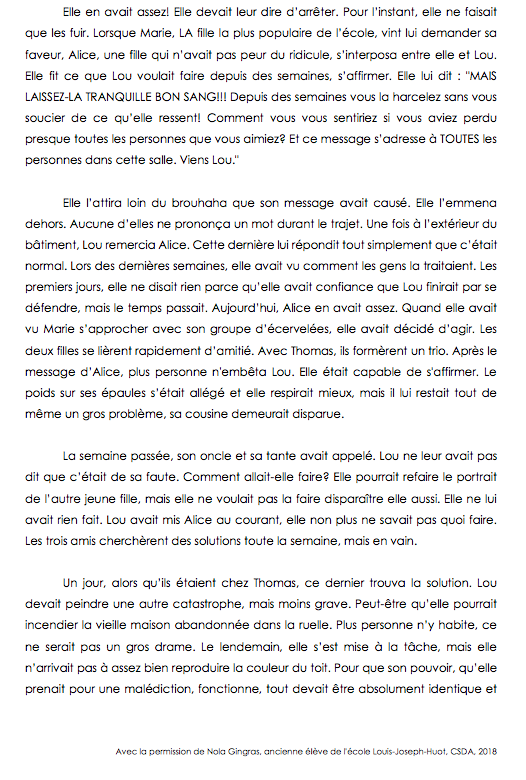 Elle en avait assez! Elle devait leur dire d'arrêter. Pour l'instant, elle ne faisait
que les fuir. Lorsque Marie, LA fille la plus populaire de l'école, vint lui demander sa
faveur, Alice, une fille qui n'avait pas peur du ridicule, s'interposa entre elle et Lou.
Elle fit ce que Lou voulait faire depuis des semaines, s'affirmer. Elle lui dit : "MAIS
LAISSEZ-LA TRANQUILLE BON SANG!!! Depuis des semaines vous la harcelez sans vous
soucier de ce qu'elle ressent! Comment vous vous sentiriez si vous aviez perdu
presque toutes les personnes que vous aimiez? Et ce message s'adresse à TOUTES les
personnes dans cette salle. Viens Lou."
Elle l'attira loin du brouhaha que son message avait causé. Elle l'emmena
dehors. Aucune d'elles ne prononça un mot durant le trajet. Une fois à l'extérieur du
bâtiment, Lou remercia Alice. Cette dernière lui répondit tout simplement que c'était
normal. Lors des dernières semaines, elle avait vu comment les gens la traitaient. Les
premiers jours, elle ne disait rien parce qu'elle avait confiance que Lou finirait par se
défendre, mais le temps passait. Aujourd'hui, Alice en avait assez. Quand elle avait
vu Marie s'approcher avec son groupe d'écervelées, elle avait décidé d'agir. Les
deux filles se lièrent rapidement d'amitié. Avec Thomas, ils formèrent un trio. Après le
message d'Alice, plus personne n'embêta Lou. Elle était capable de s'affirmer. Le
poids sur ses épaules s'était allégé et elle respirait mieux, mais il lui restait tout de
même un gros problème, sa cousine demeurait disparue.
La semaine passée, son oncle et sa tante avait appelé. Lou ne leur avait pas
dit que c'était de sa faute. Comment allait-elle faire? Elle pourrait refaire le portrait
de l'autre jeune fille, mais elle ne voulait pas la faire disparaître elle aussi. Elle ne lui
avait rien fait. Lou avait mis Alice au courant, elle non plus ne savait pas quoi faire.
Les trois amis cherchèrent des solutions toute la semaine, mais en vain.
Un jour, alors qu'ils étaient chez Thomas, ce dernier trouva la solution. Lou
devait peindre une autre catastrophe, mais moins grave. Peut-être qu'elle pourrait
incendier la vieille maison abandonnée dans la ruelle. Plus personne n'y habite, ce
ne serait pas un gros drame. Le lendemain, elle s'est mise à la tâche, mais elle
n'arrivait pas à assez bien reproduire la couleur du toit. Pour que son pouvoir, qu'elle
prenait pour une malédiction, fonctionne, tout devait être absolument identique et
Avec la permission de Nola Gingras, ancienne élève de l'école Louis-Joseph-Huot, CSDA, 2018